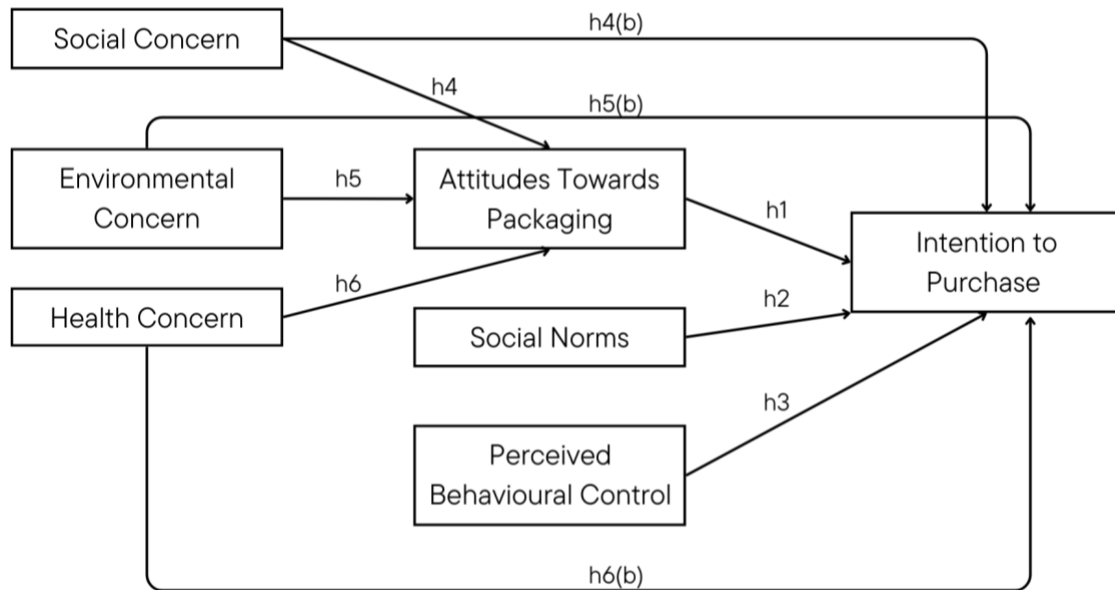 h4(b)
Social Concern
h4
h5(b)
Environmental
Concern
h5
Attitudes Towards
Packaging
h1
Intention to
Purchase
h6
Health Concern
h2
Social Norms
h3
Perceived
Behavioural Control
h6(b)